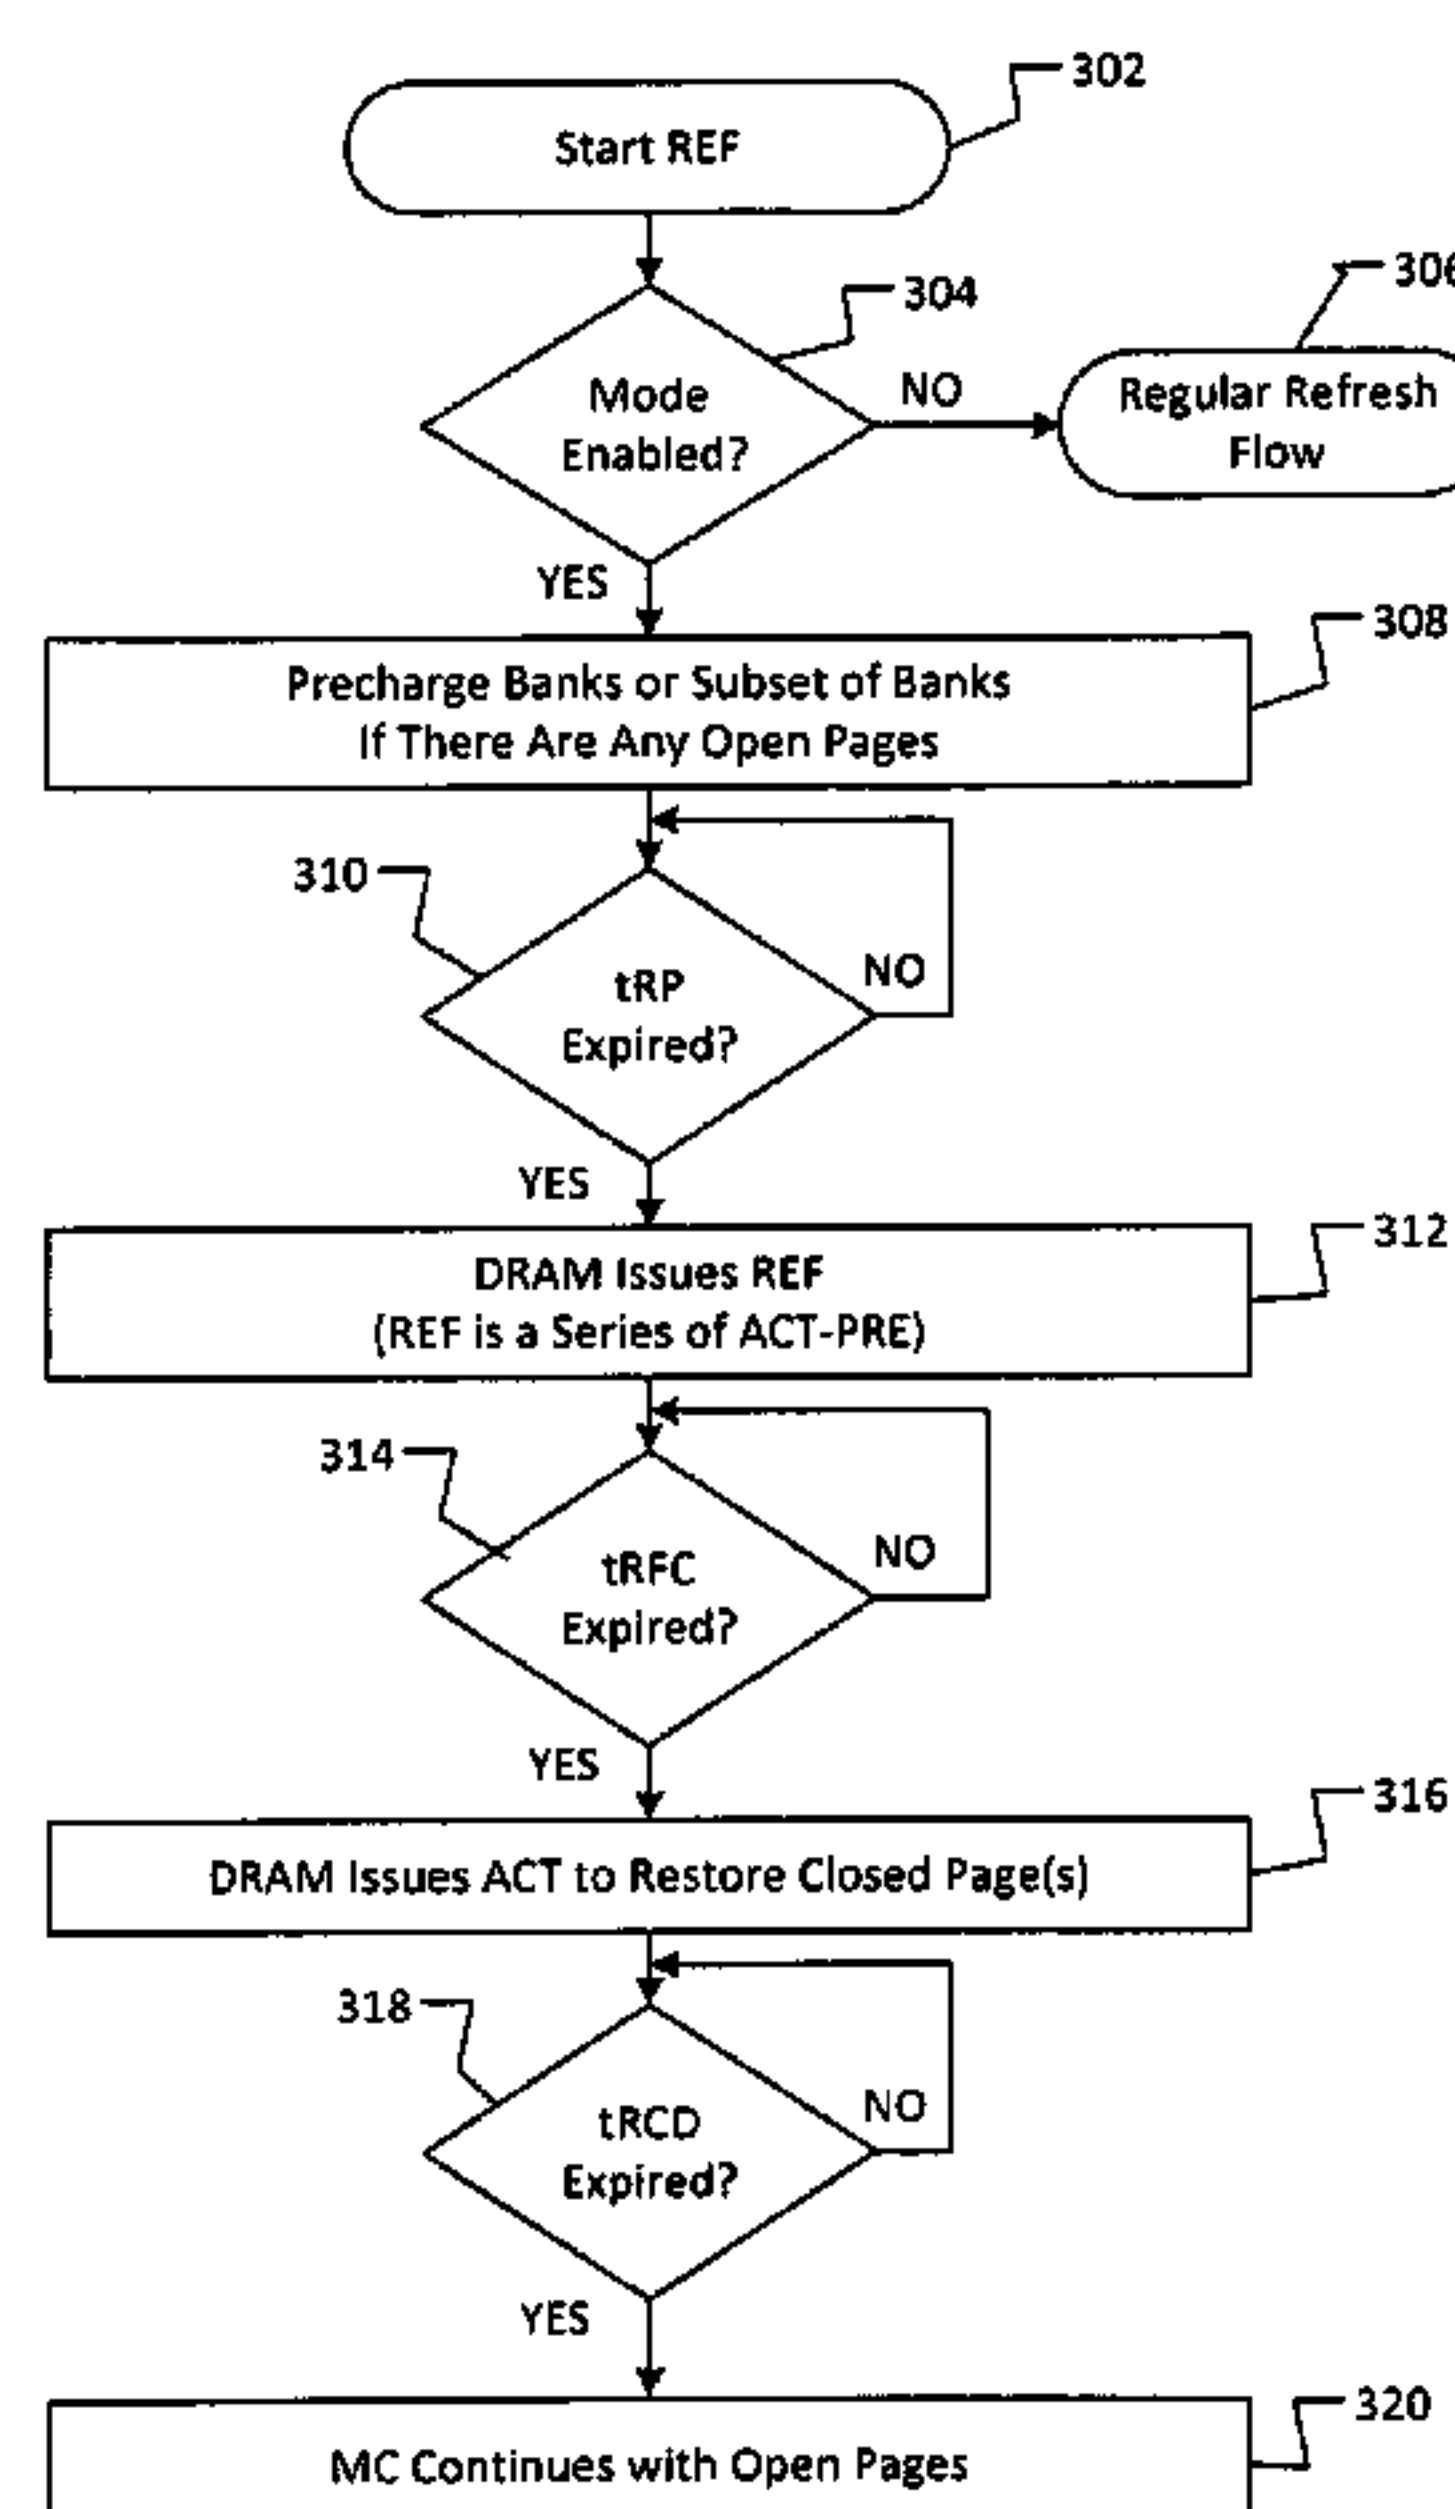 302
Start REF
304
306
Mode
Enabled?
NO
Regular Refresh
Flow
YES
308
Precharge Banks or Subset of Banks
If There Are Any Open Pages
310
tRP
Expired?
NO
YES
312
DRAM Issues REF
(REF is a Series of ACT-PRE)
314
tRFC
Expired?
NO
YES
316
DRAM Issues ACT to Restore Closed Page(s)
318
tRCD
Expired?
NO
YES
320
MC Continues with Open Pages